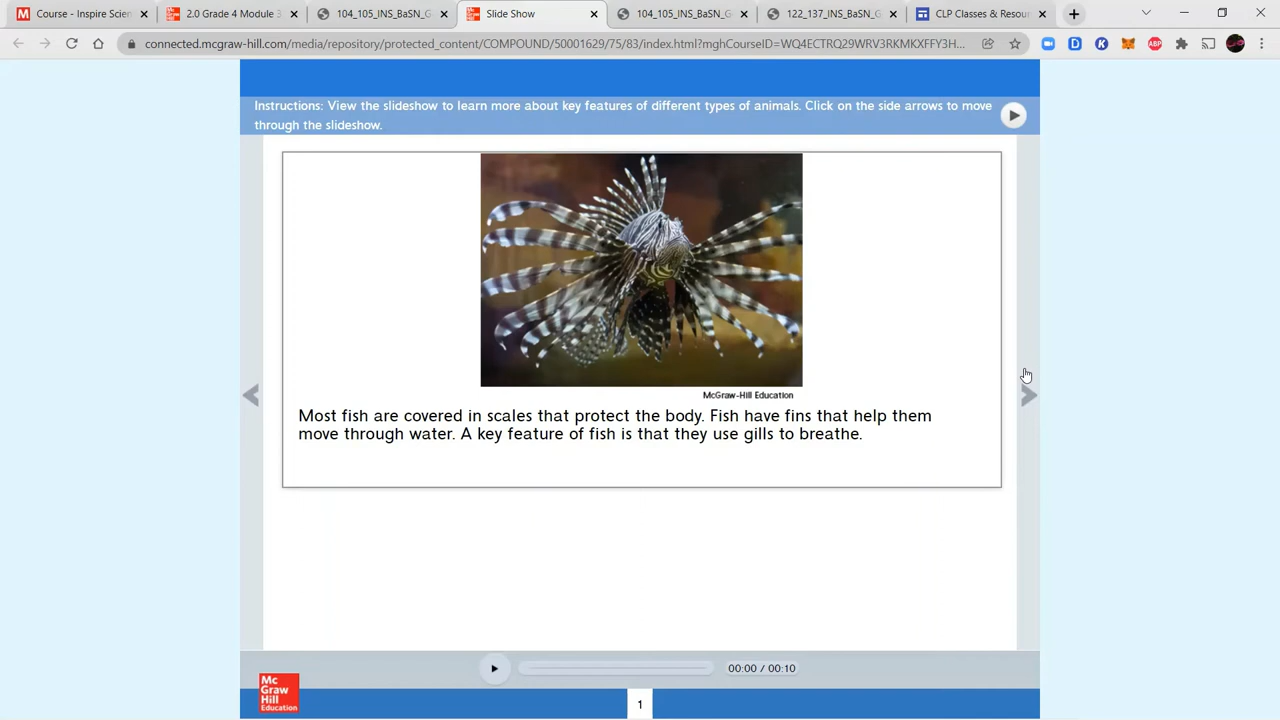 Course - Inspire Scien
2.0 Grade 4 Module 3
104_105_INS_BaSN_G
Slide Show
104_105_INS_BaSN_G
122_137_INS_BaSN_G
CLP Classes & Resour
connected.mcgraw-hill.com/media/repository/protected_content/COMPOUND/50001629/75/83/index.html?mghCourseID=WQ4ECTRQ29WRV3RKMKXFFY3H...
Instructions: View the slideshow to learn more about key features of different types of animals. Click on the side arrows to move
through the slideshow.
McGraw-Hill Education
Most fish are covered in scales that protect the body. Fish have fins that help them
move through water. A key feature of fish is that they use gills to breathe.
00:00 / 00:10
Mc
Graw
Hill
Education
1